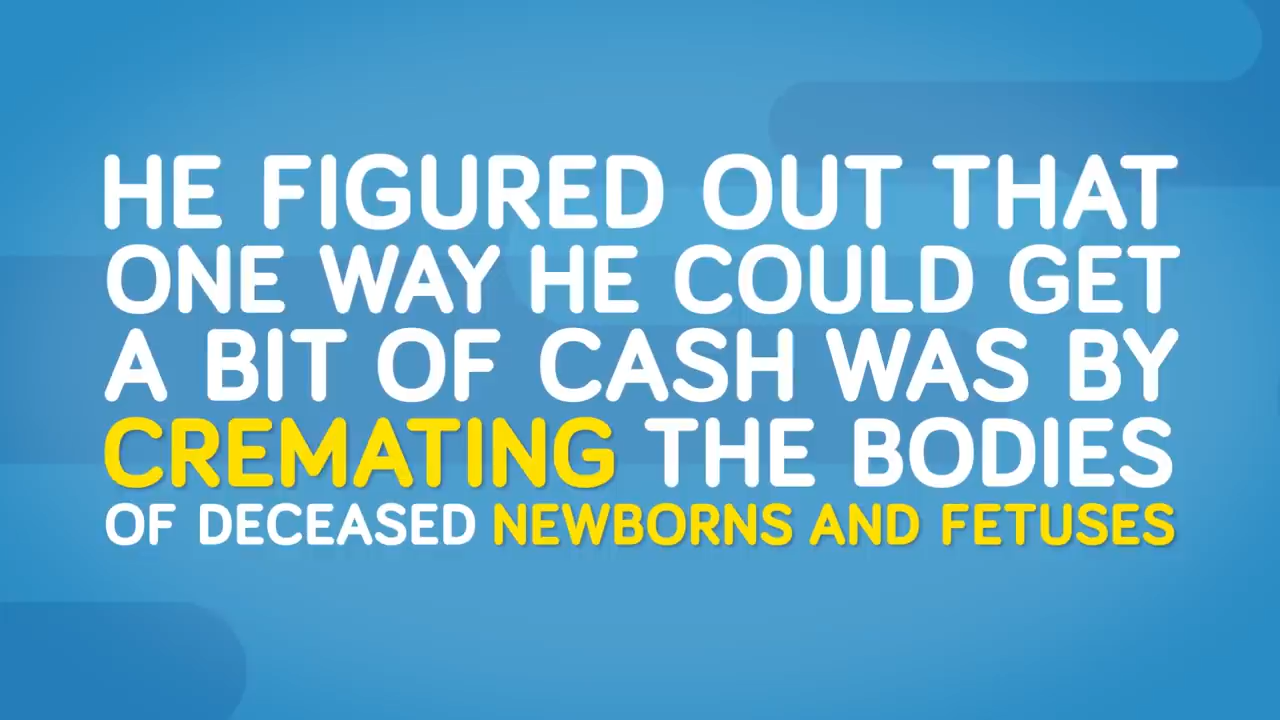 HE FIGURED OUT THAT
ONE WAY HE COULD GET
A BIT OF CASH WAS BY
CREMATING THE BODIES
OF DECEASED NEWBORNS AND FETUSES